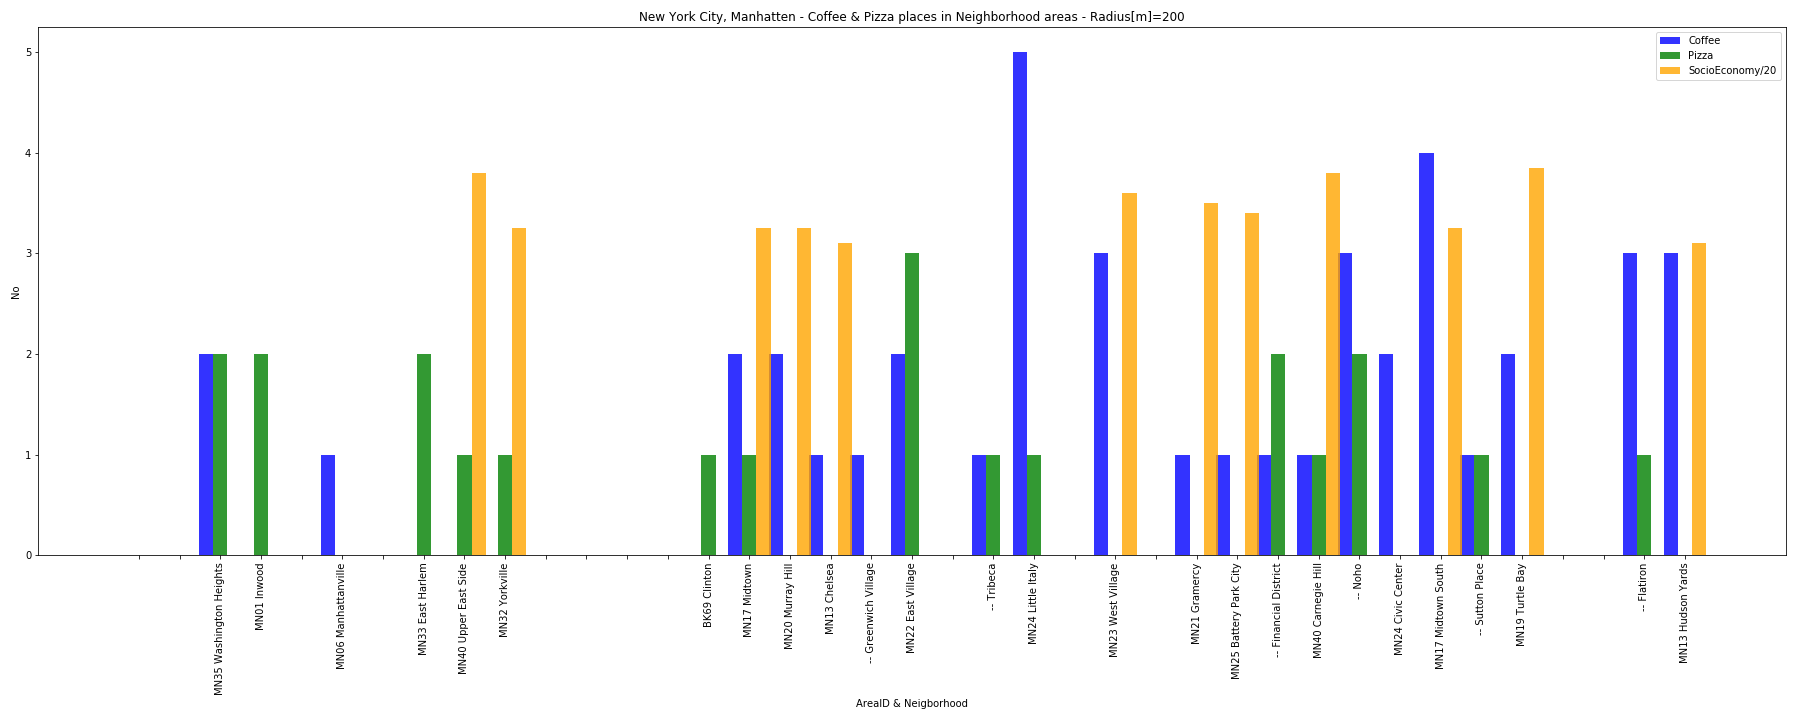 New York City, Manhatten - Coffee & Pizza places in Neighborhood areas - Radius[m]=200
Coffee
Pizza
SocioEconomy/20
5
4
3
2
1
0
No
MN35 Washington Heights
MN01 Inwood
MN06 Manhattanville
MN33 East Harlem
MN40 Upper East Side
MN32 Yorkville
BK69 Clinton
MN17 Midtown
MN20 Murray Hill
MN13 Chelsea
-- Greenwich Village
MN22 East Village
-- Tribeca
MN24 Little Italy
MN23 West Village
MN21 Gramercy
MN25 Battery Park City
-- Financial District
MN40 Carnegie Hill
-- Noho
MN24 Civic Center
MN17 Midtown South
-- Sutton Place
MN19 Turtle Bay
-- Flatiron
MN13 Hudson Yards
AreaID & Neigborhood